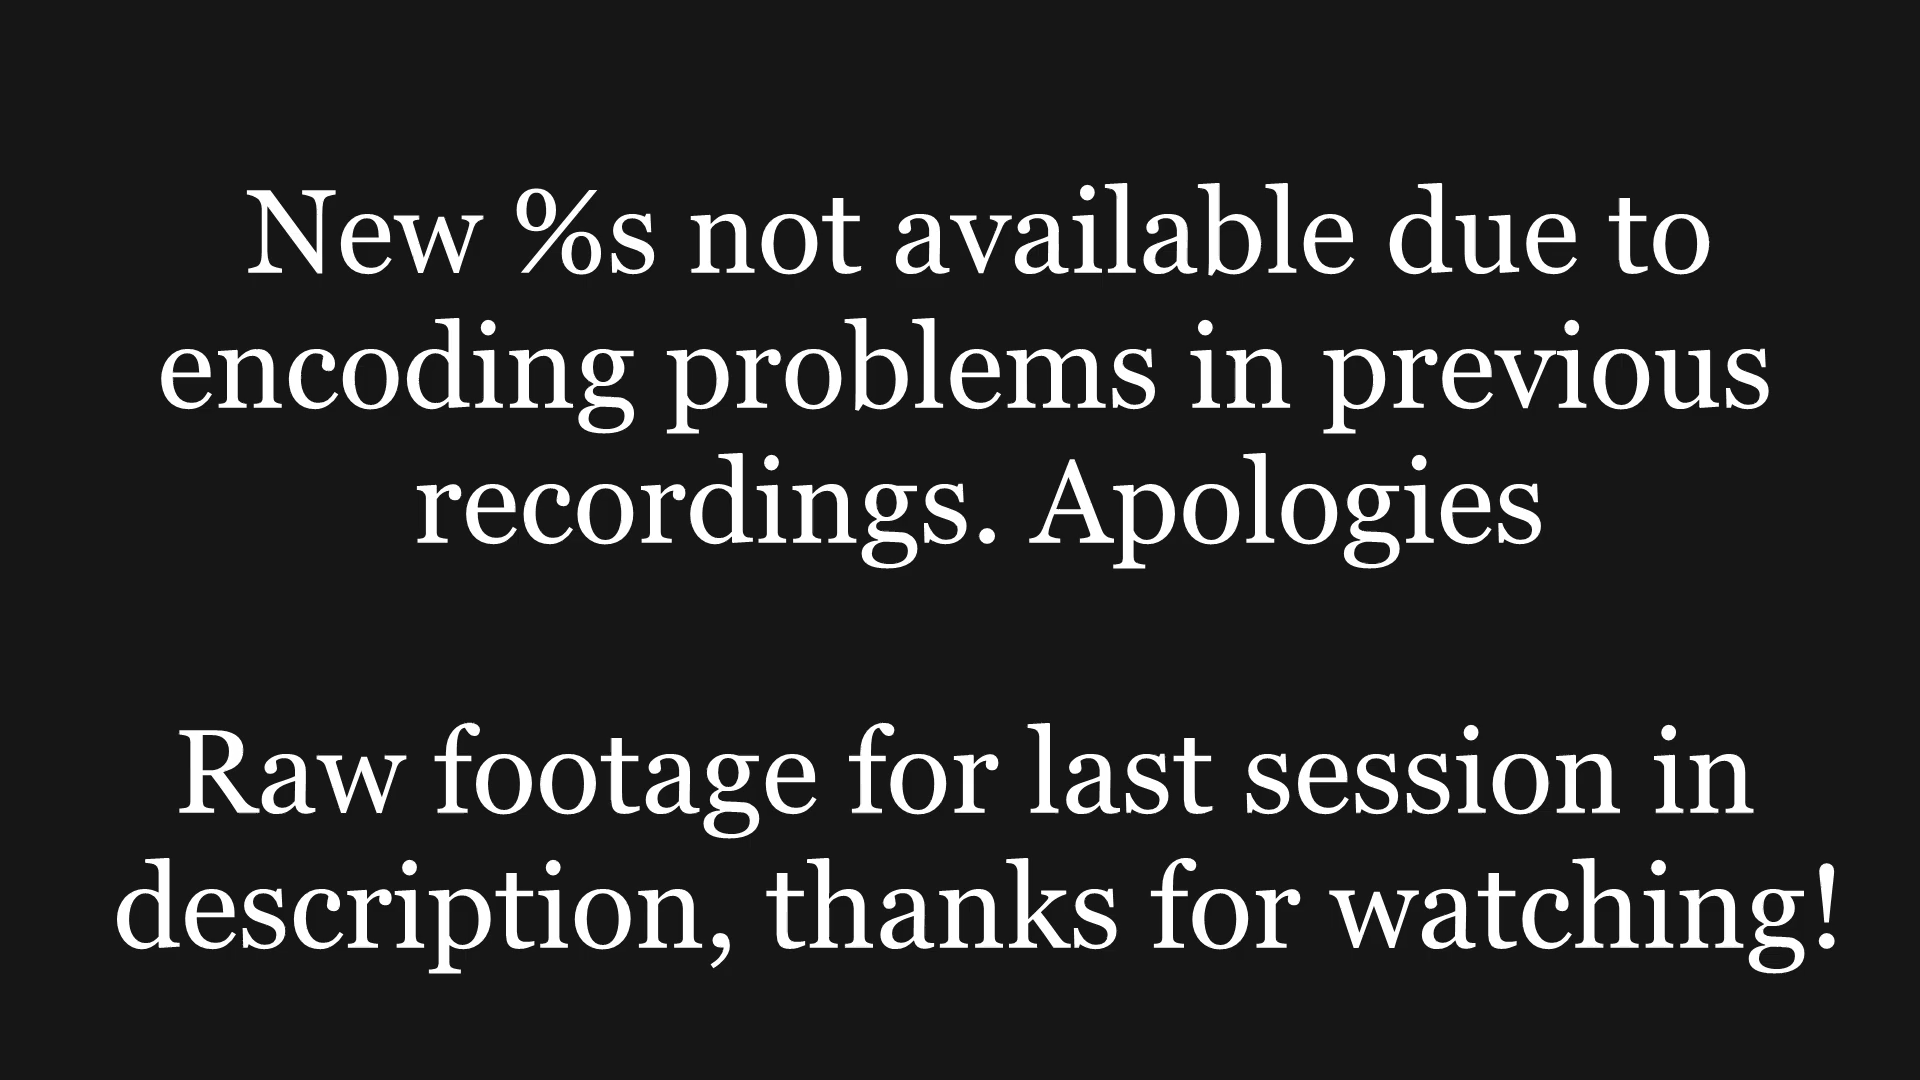 New %s not available due to
encoding problems in previous
recordings. Apologies
Raw footage for last session in
description, thanks for watching!